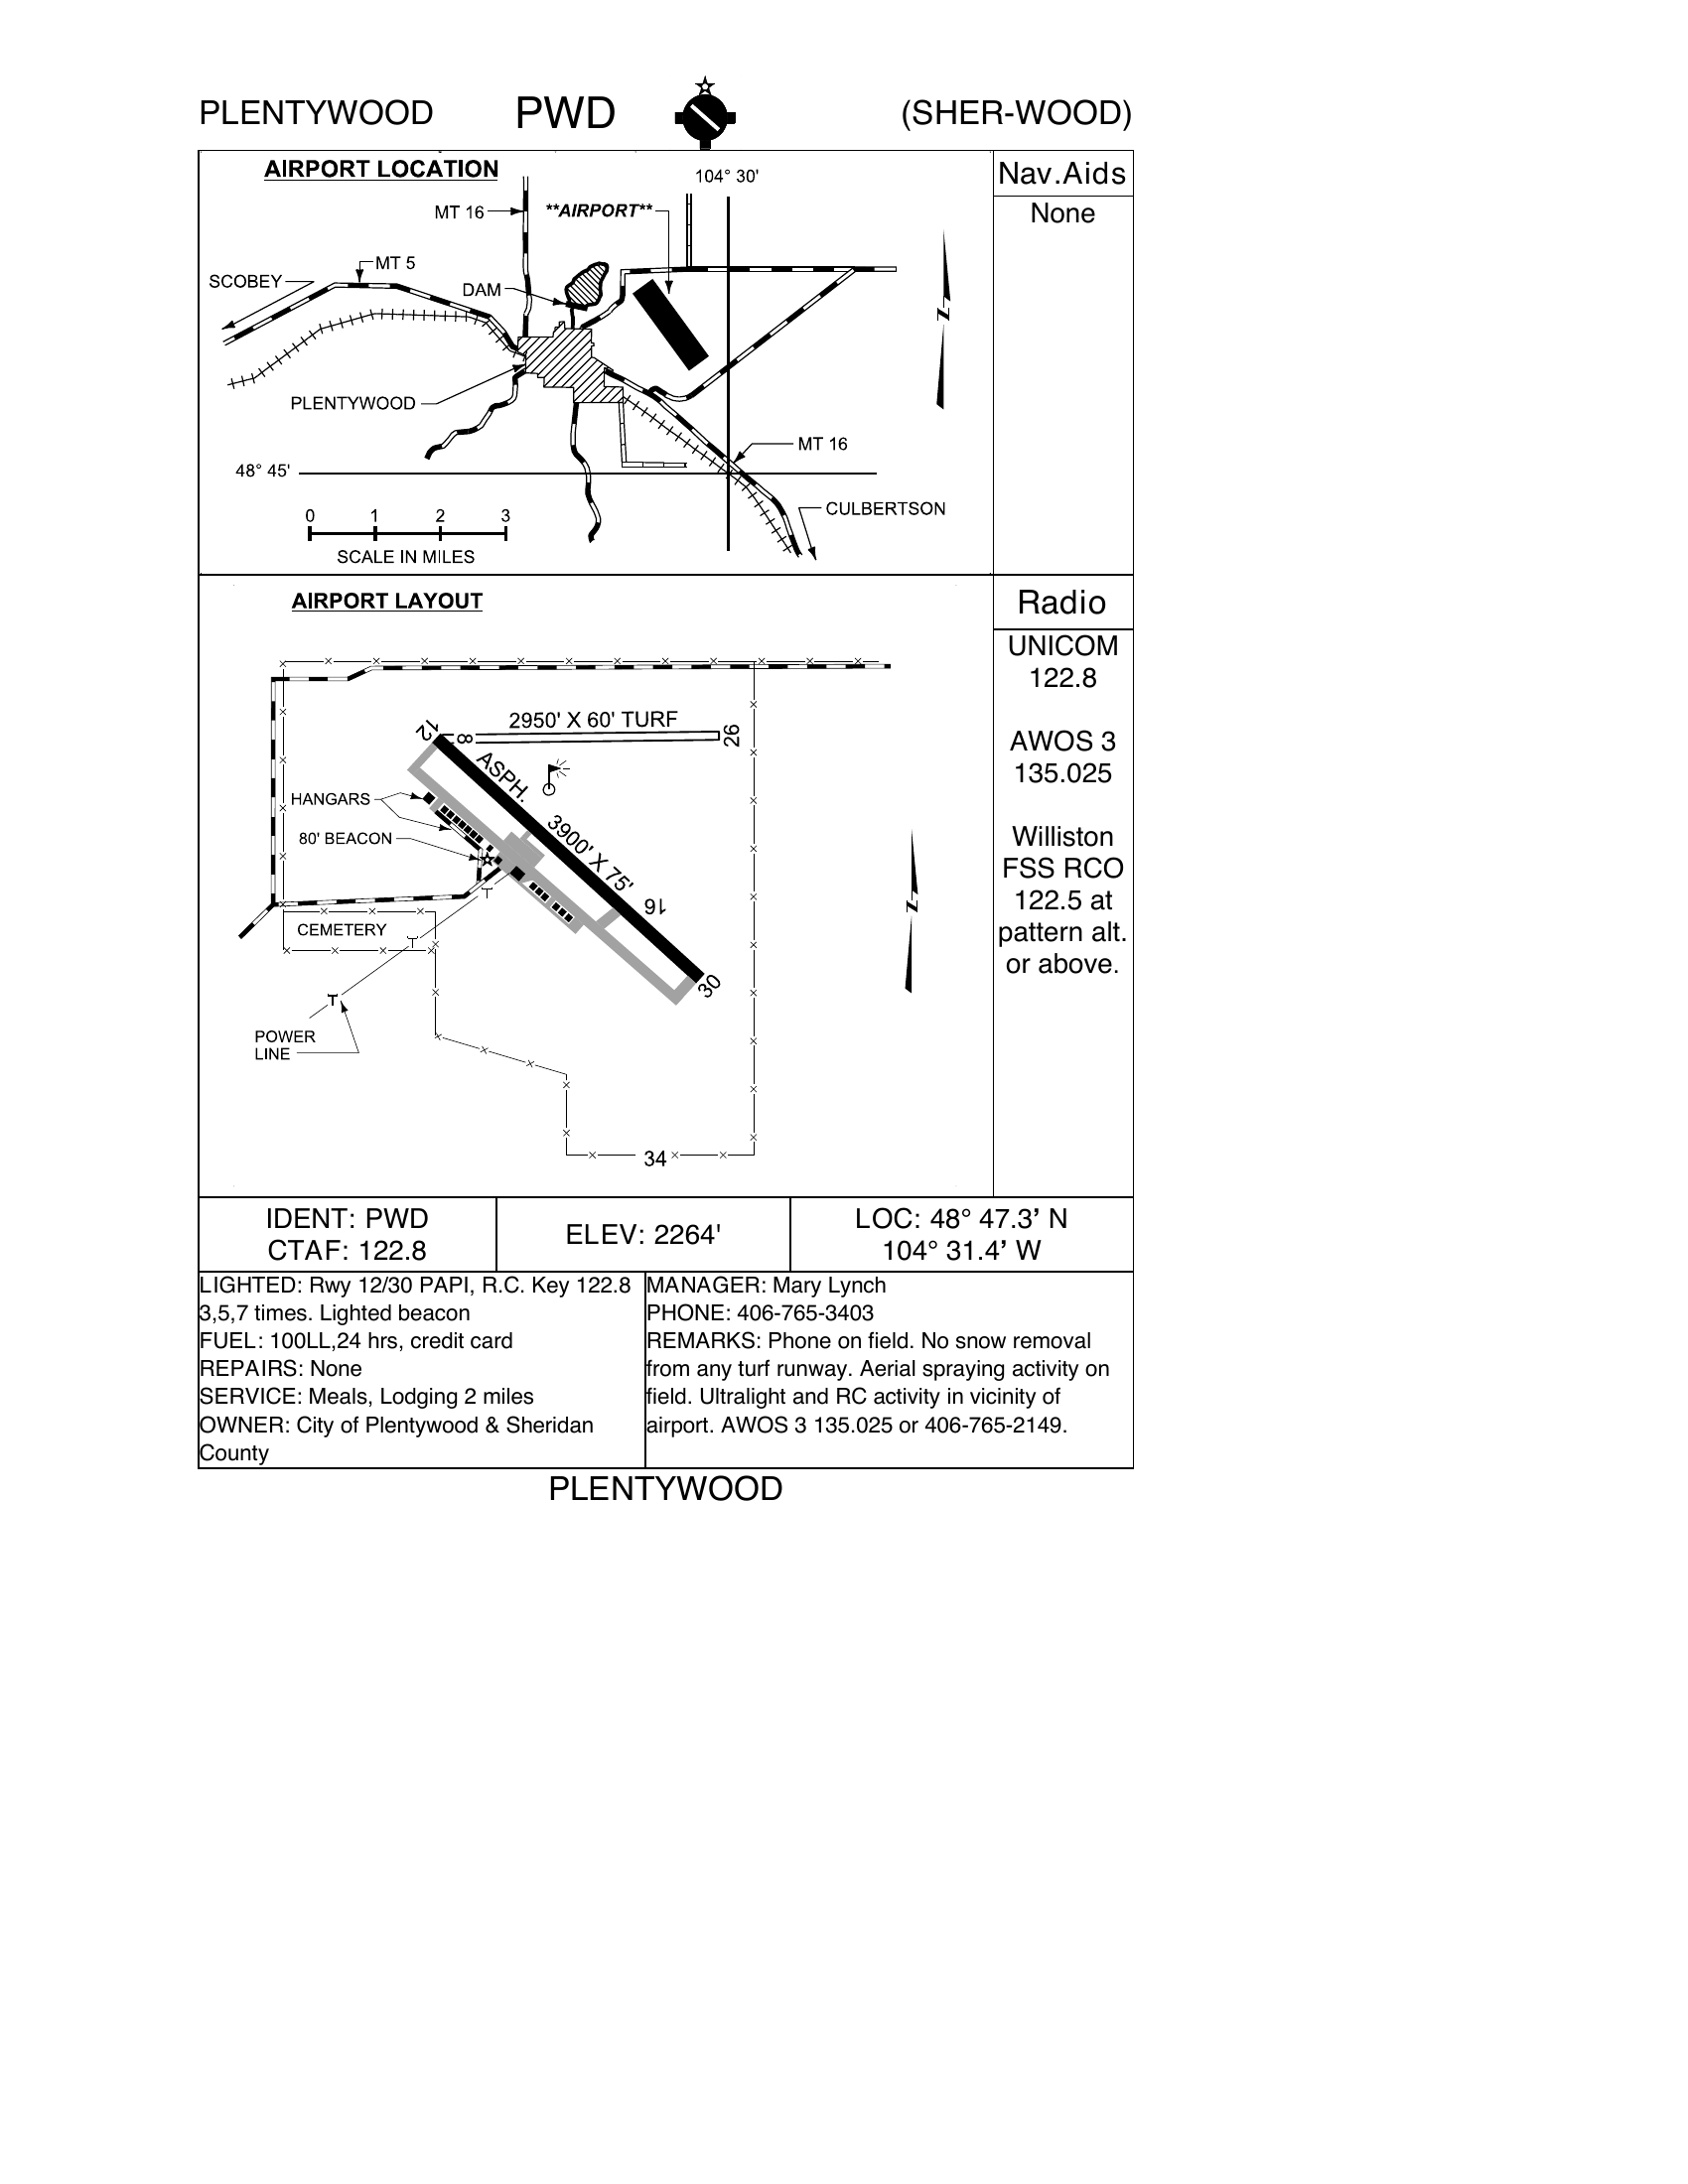 PLENTYWOOD PWD (SHER-WOOD)
AIRPORT LOCATION
104° 30'
MT 16
**AIRPORT**
MT 5
SCOBEY
DAM
N
PLENTYWOOD
MT 16
48° 45'
CULBERTSON
0 1 2 3
SCALE IN MILES
Nav.Aids
None
AIRPORT LAYOUT
2950' X 60' TURF
12
8
26
ASPH.
HANGARS
3900' X 75'
80' BEACON
16
N
CEMETERY
30
POWER
LINE
34
Radio
UNICOM
122.8
AWOS 3
135.025
Williston
FSS RCO
122.5 at
pattern alt.
or above.
IDENT: PWD
CTAF: 122.8
ELEV: 2264'
LOC: 48° 47.3’ N
104° 31.4’ W
LIGHTED: Rwy 12/30 PAPI, R.C. Key 122.8
3,5,7 times. Lighted beacon
FUEL: 100LL,24 hrs, credit card
REPAIRS: None
SERVICE: Meals, Lodging 2 miles
OWNER: City of Plentywood & Sheridan
County
MANAGER: Mary Lynch
PHONE: 406-765-3403
REMARKS: Phone on field. No snow removal
from any turf runway. Aerial spraying activity on
field. Ultralight and RC activity in vicinity of
airport. AWOS 3 135.025 or 406-765-2149.
PLENTYWOOD